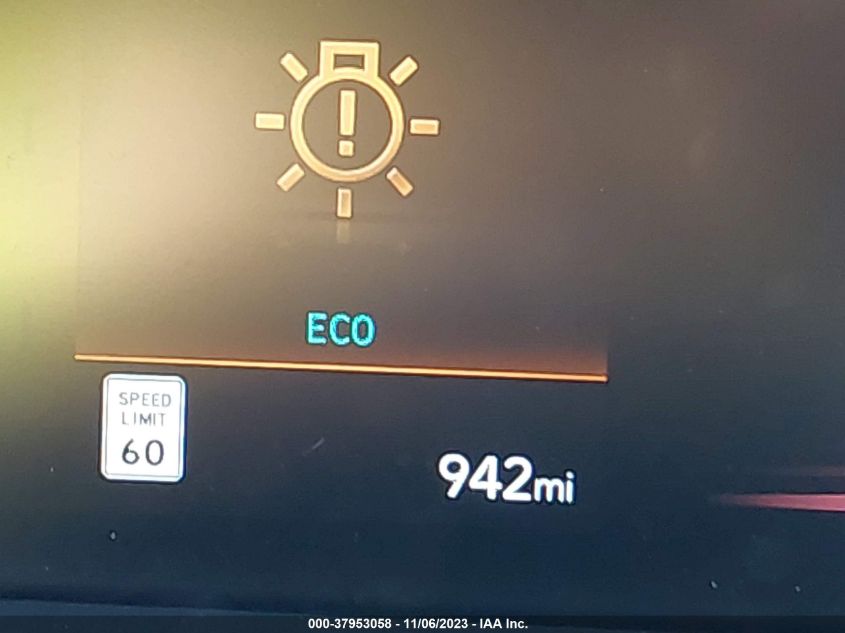 !
ECO
SPEED
LIMIT
60
942mi
000-37953058 - 11/06/2023 - IAA Inc.